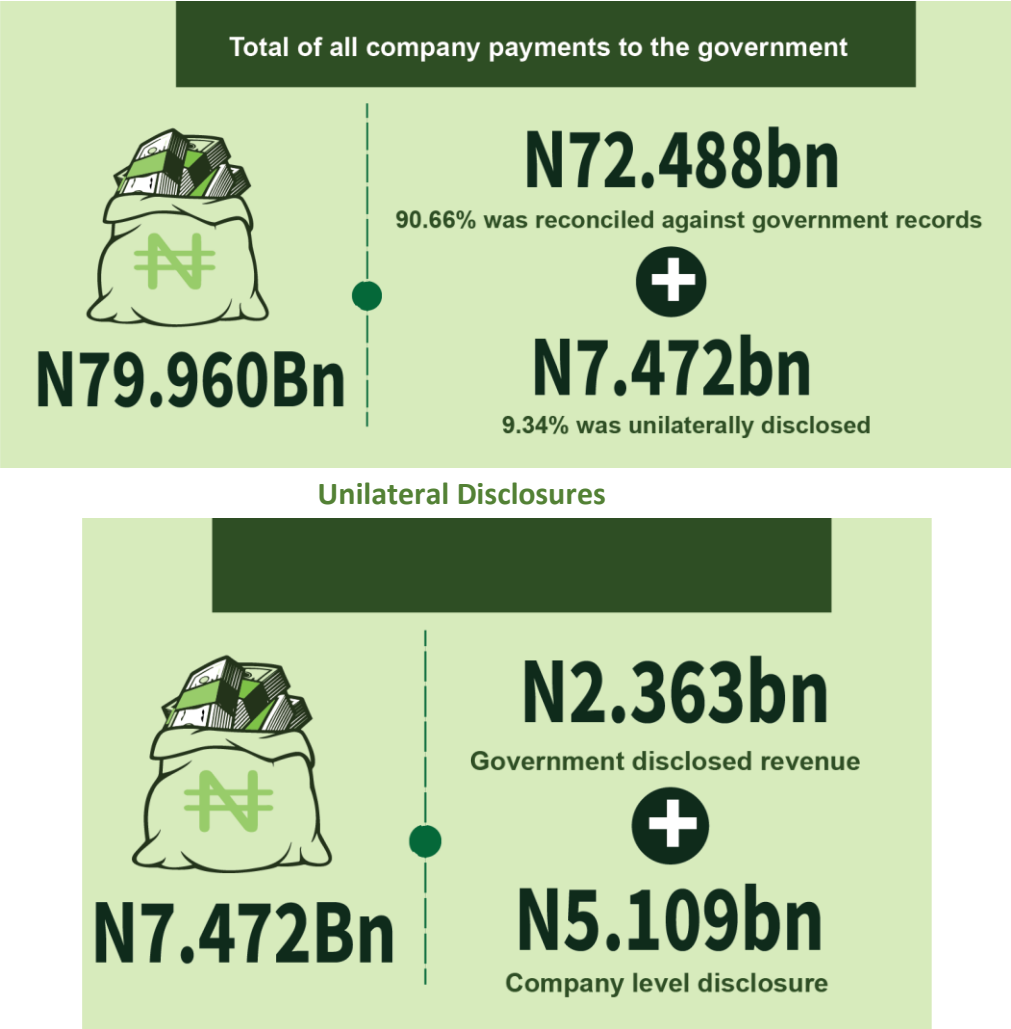 Total of all company payments to the government
N72.488bn
90.66% was reconciled against government records
N79.960Bn
N7.472bn
9.34% was unilaterally disclosed
Unilateral Disclosures
N2.363bn
Government disclosed revenue
N7.472Bn
N5.109bn
Company level disclosure